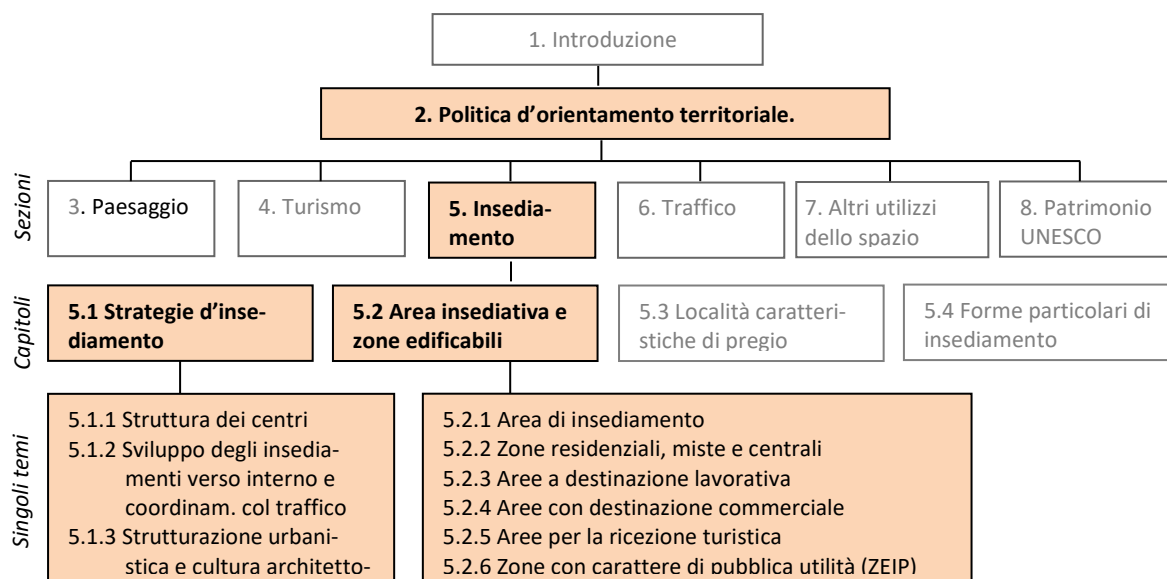 1. Introduzione
2. Politica d’orientamento territoriale.
Sezioni
3. Paesaggio
4. Turismo
5. Insedia-
mento
6. Traffico
7. Altri utilizzi
dello spazio
8. Patrimonio
UNESCO
Capitoli
5.1 Strategie d’inse-
diamento
5.2 Area insediativa e
zone edificabili
5.3 Località caratteri-
stiche di pregio
5.4 Forme particolari di
insediamento
Singoli temi
5.1.1 Struttura dei centri
5.1.2 Sviluppo degli insedia-
menti verso interno e
coordinam. col traffico
5.1.3 Strutturazione urbani-
stica e cultura architetto-
5.2.1 Area di insediamento
5.2.2 Zone residenziali, miste e centrali
5.2.3 Aree a destinazione lavorativa
5.2.4 Aree con destinazione commerciale
5.2.5 Aree per la ricezione turistica
5.2.6 Zone con carattere di pubblica utilità (ZEIP)